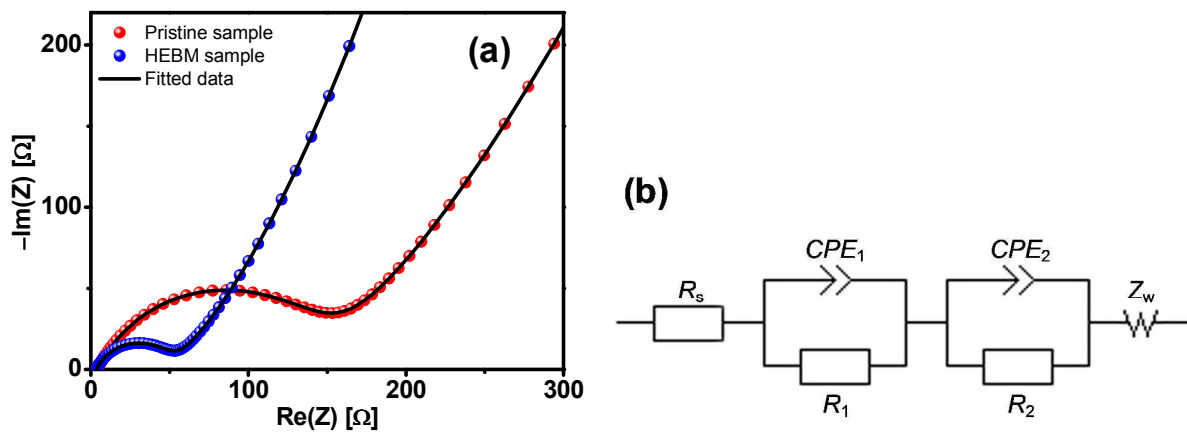 Pristine sample
HEBM sample
Fitted data
(a)
–Im(Z) [Ω]
200
100
0
0
100
200
300
Re(Z) [Ω]
(b)
CPE₁
CPE₂
Rₛ
Z_w
R₁
R₂